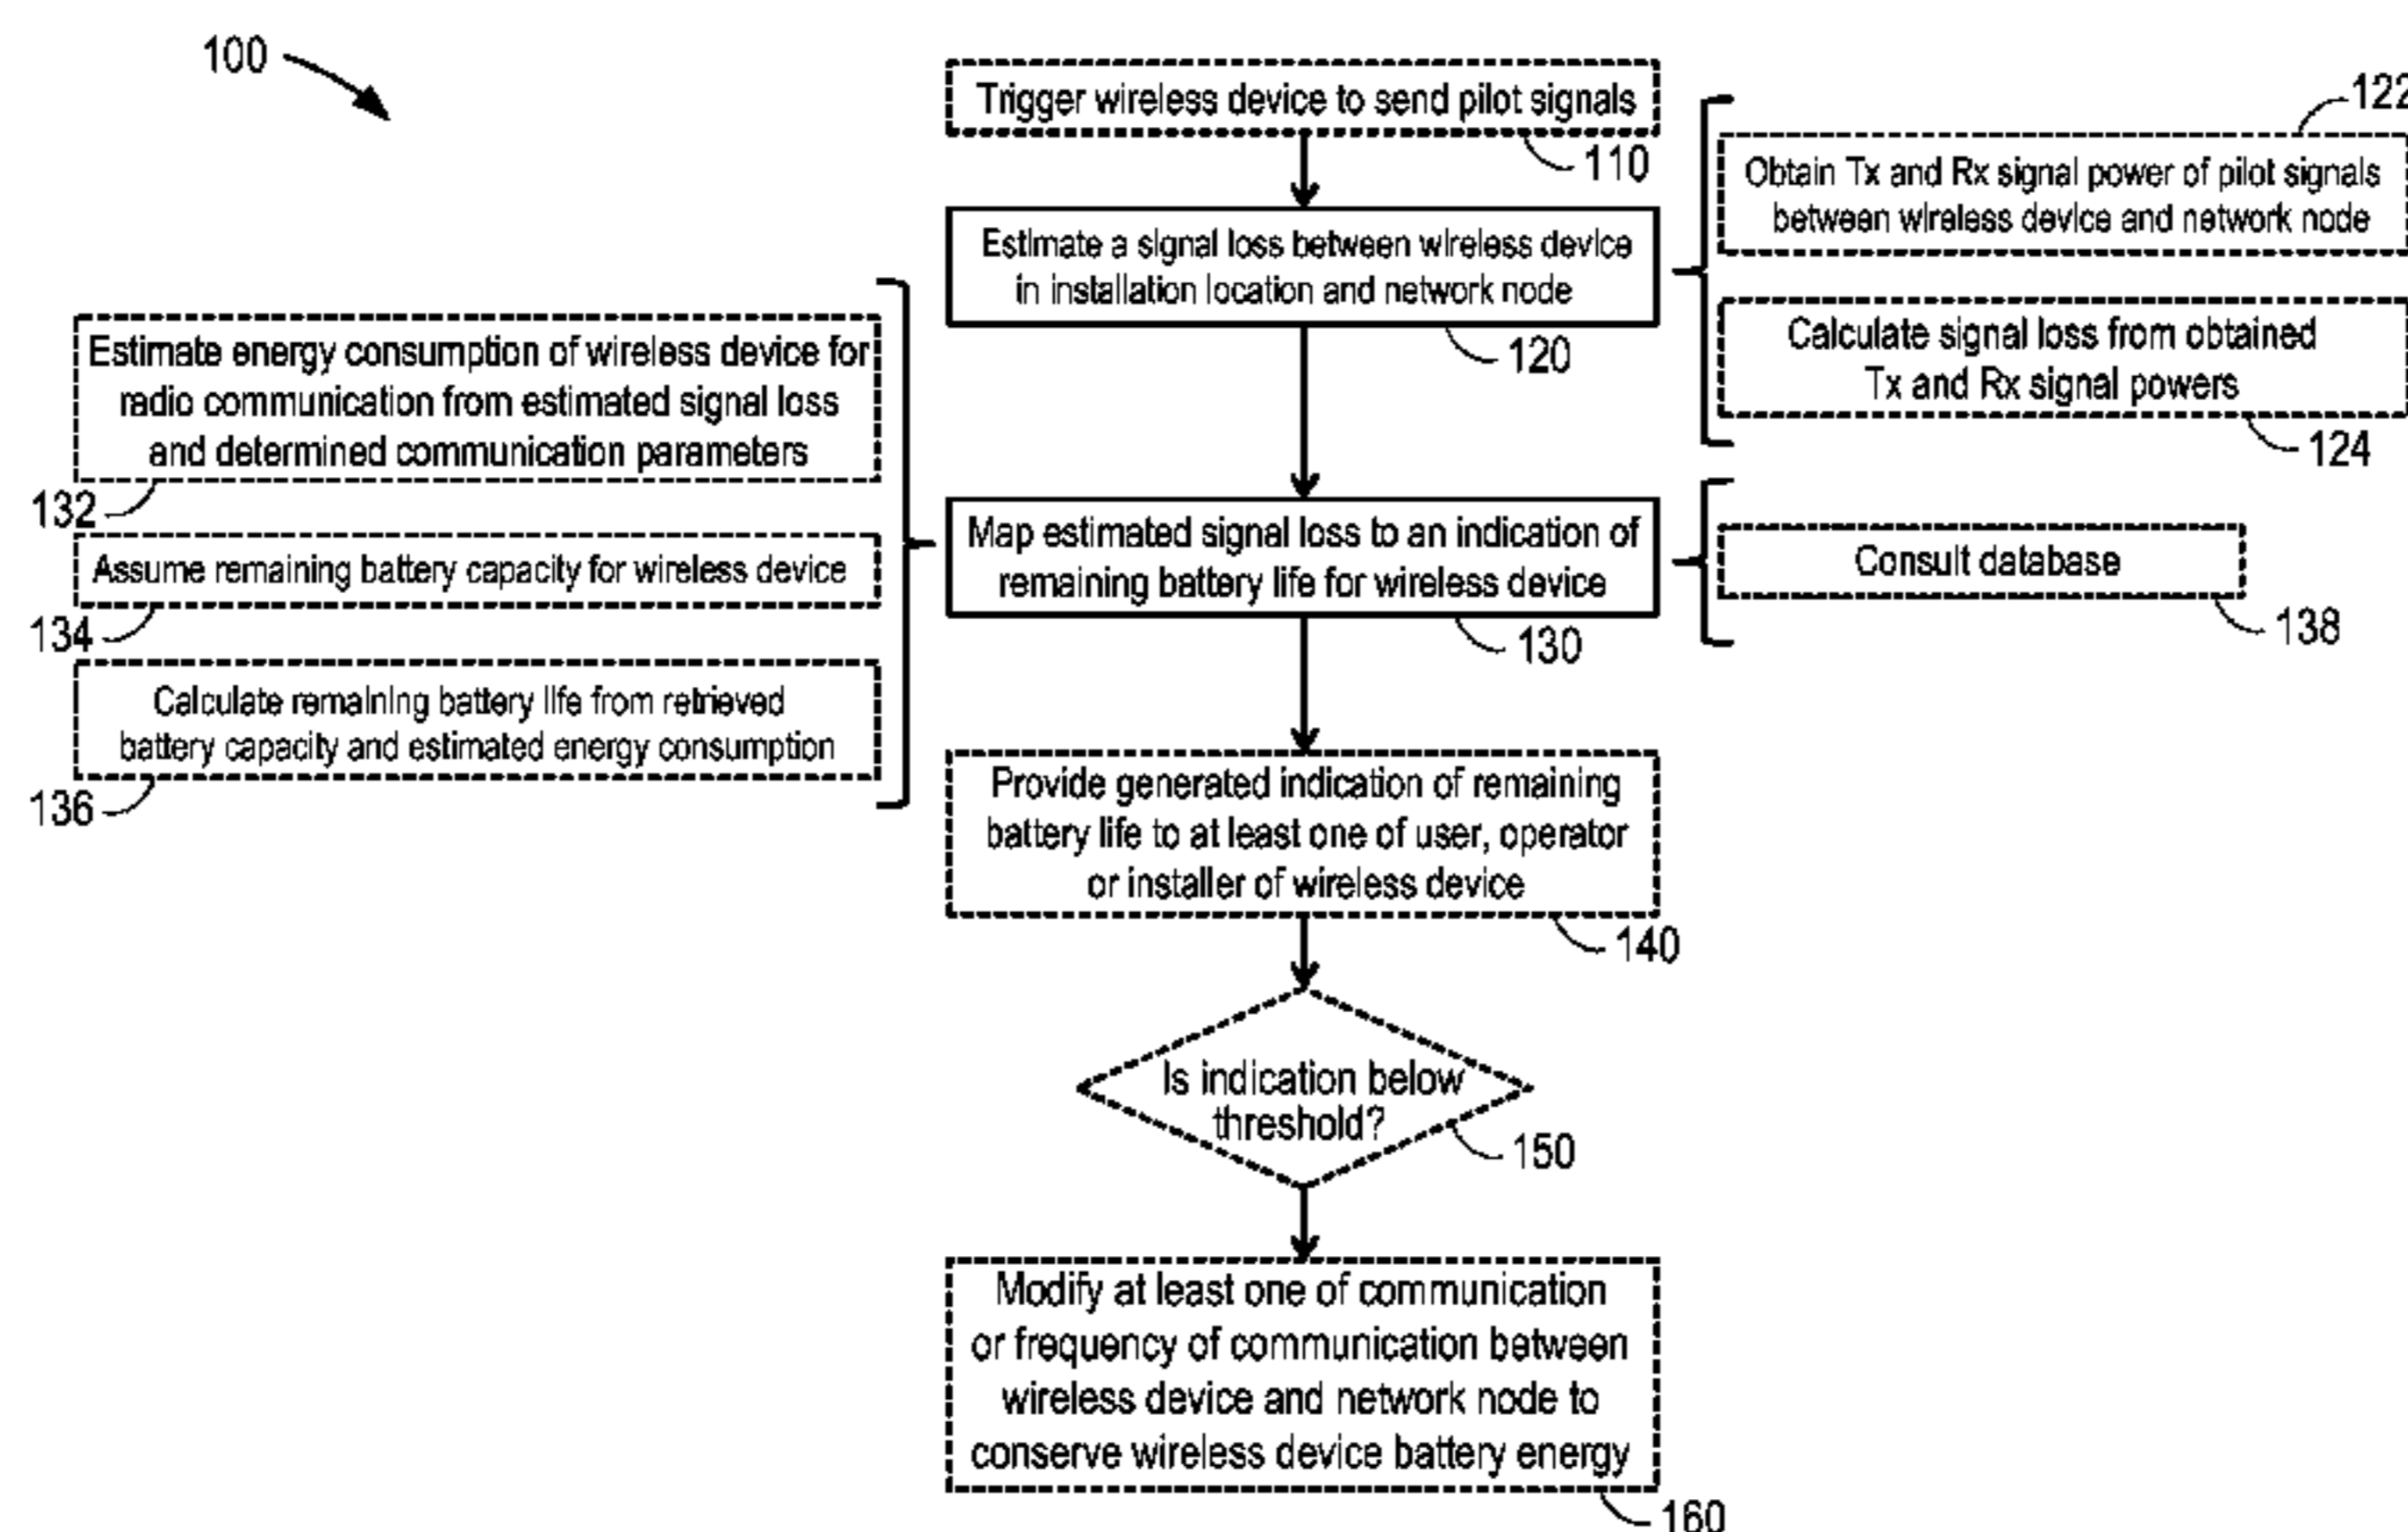 100
Trigger wireless device to send pilot signals
110
122
Obtain Tx and Rx signal power of pilot signals
between wireless device and network node
Estimate a signal loss between wireless device
in installation location and network node
120
Calculate signal loss from obtained
Tx and Rx signal powers
124
Estimate energy consumption of wireless device for
radio communication from estimated signal loss
and determined communication parameters
132
Assume remaining battery capacity for wireless device
134
Calculate remaining battery life from retrieved
battery capacity and estimated energy consumption
136
Map estimated signal loss to an indication of
remaining battery life for wireless device
130
Consult database
138
Provide generated indication of remaining
battery life to at least one of user, operator
or installer of wireless device
140
Is indication below
threshold?
150
Modify at least one of communication
or frequency of communication between
wireless device and network node to
conserve wireless device battery energy
160